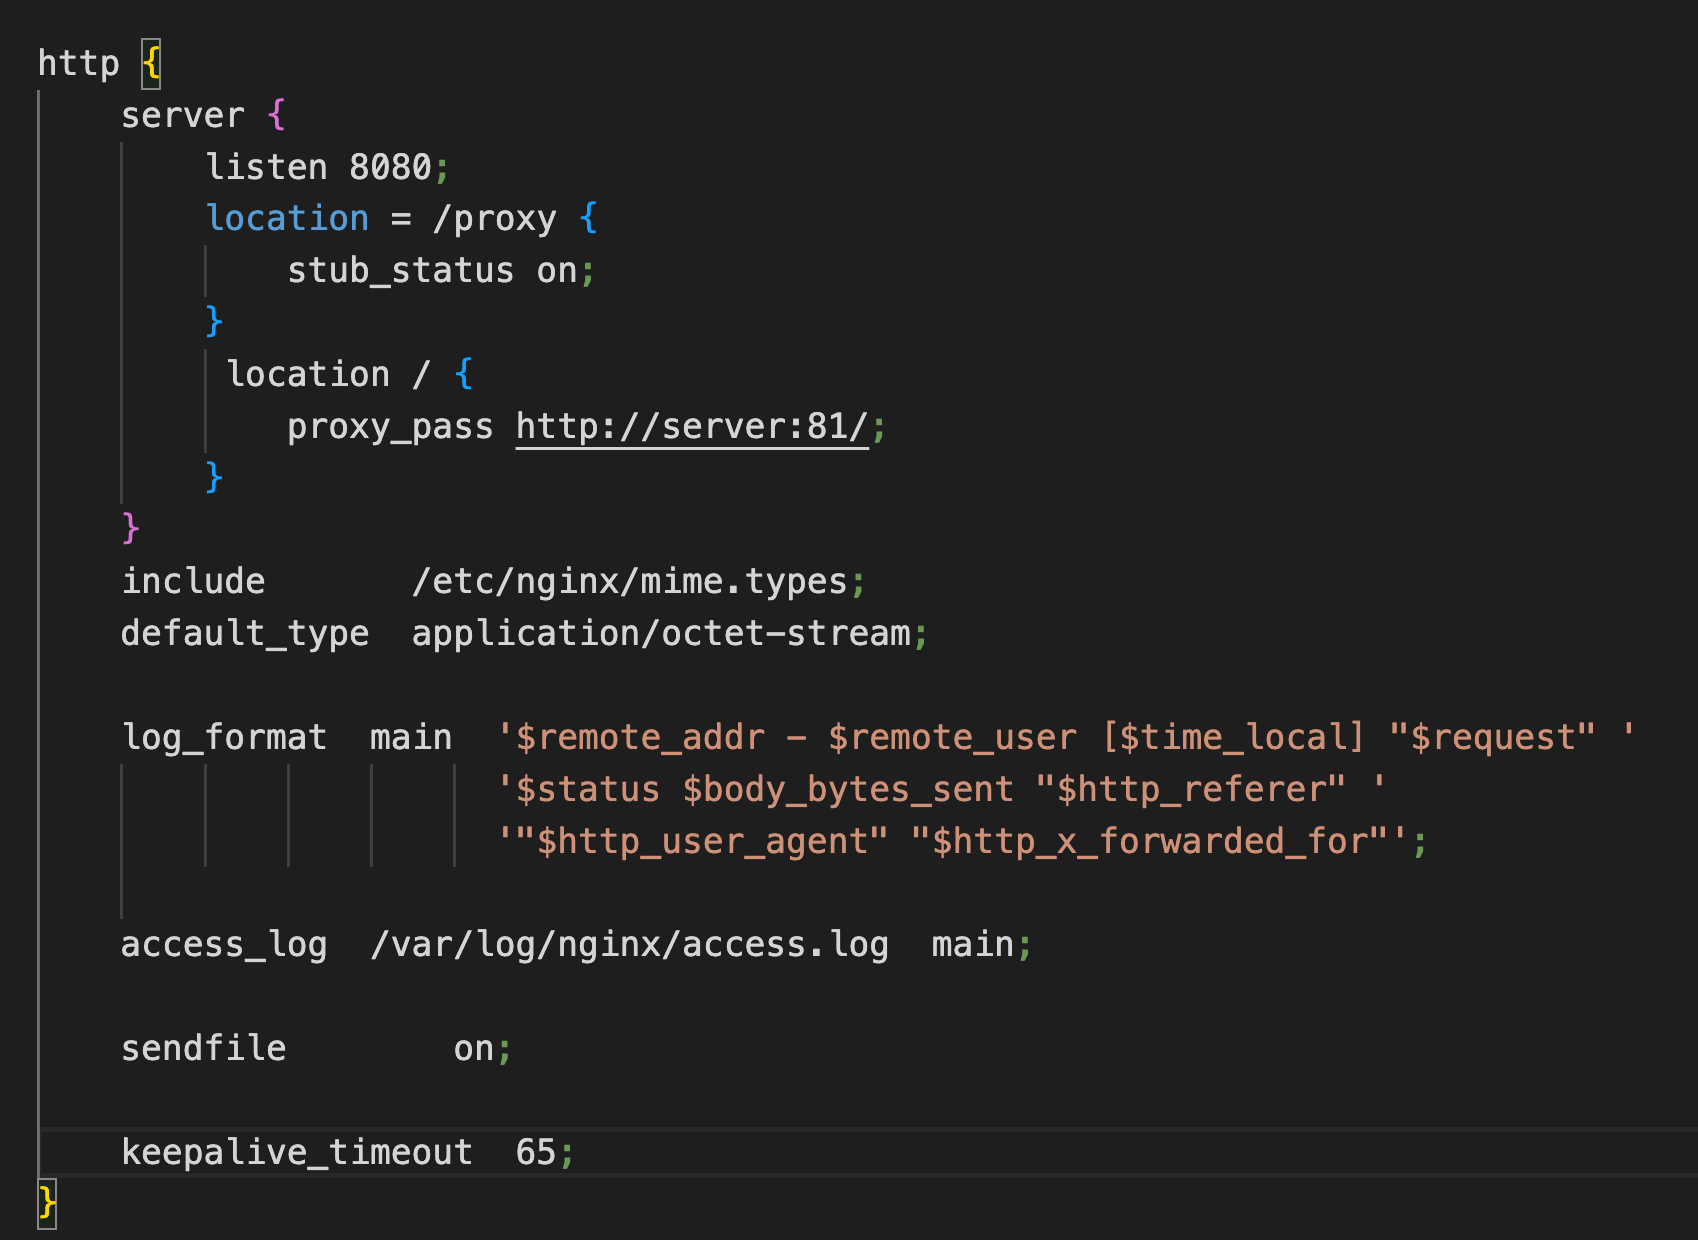 http {
    server {
        listen 8080;
        location = /proxy {
            stub_status on;
        }
         location / {
            proxy_pass http://server:81/;
        }
    }
    include       /etc/nginx/mime.types;
    default_type  application/octet-stream;
    log_format  main  '$remote_addr - $remote_user [$time_local] "$request" '
                      '$status $body_bytes_sent "$http_referer" '
                      '"$http_user_agent" "$http_x_forwarded_for"';
    access_log  /var/log/nginx/access.log  main;
    sendfile        on;
    keepalive_timeout  65;
}